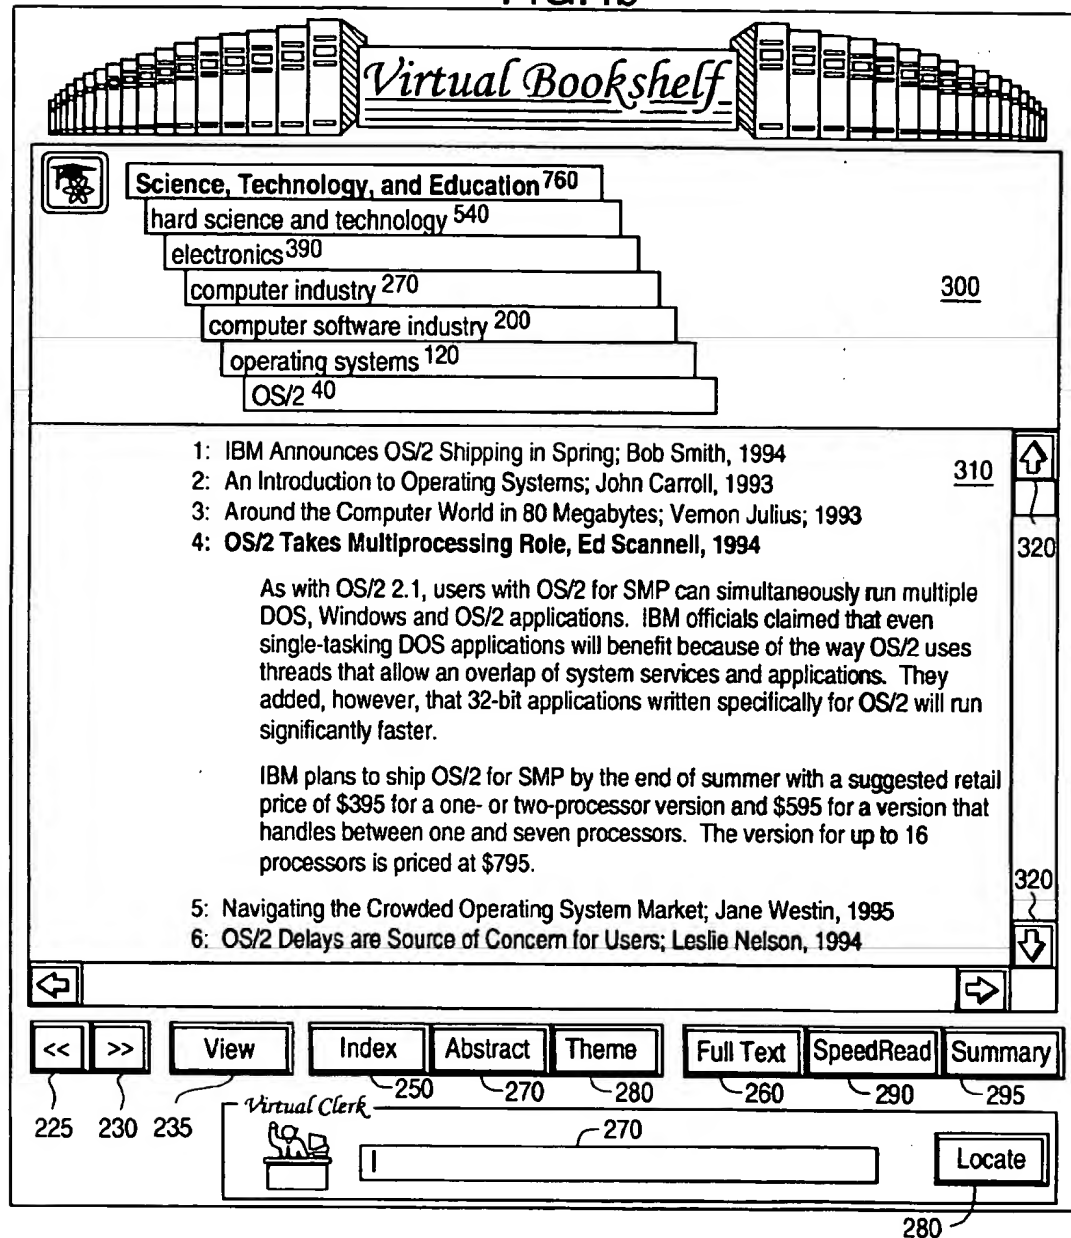 Virtual Bookshelf
Science, Technology, and Education 760
hard science and technology 540
electronics 390
computer industry 270
300
computer software industry 200
operating systems 120
OS/2 40
1: IBM Announces OS/2 Shipping in Spring; Bob Smith, 1994
310
2: An Introduction to Operating Systems; John Carroll, 1993
3: Around the Computer World in 80 Megabytes; Vernon Julius; 1993
4: OS/2 Takes Multiprocessing Role, Ed Scannell, 1994
320
As with OS/2 2.1, users with OS/2 for SMP can simultaneously run multiple
DOS, Windows and OS/2 applications. IBM officials claimed that even
single-tasking DOS applications will benefit because of the way OS/2 uses
threads that allow an overlap of system services and applications. They
added, however, that 32-bit applications written specifically for OS/2 will run
significantly faster.
IBM plans to ship OS/2 for SMP by the end of summer with a suggested retail
price of $395 for a one- or two-processor version and $595 for a version that
handles between one and seven processors. The version for up to 16
processors is priced at $795.
320
5: Navigating the Crowded Operating System Market; Jane Westin, 1995
6: OS/2 Delays are Source of Concern for Users; Leslie Nelson, 1994
<< >> View Index Abstract Theme Full Text SpeedRead Summary
250 270 280 260 290 295
225 230 235
Virtual Clerk
270
Locate
280